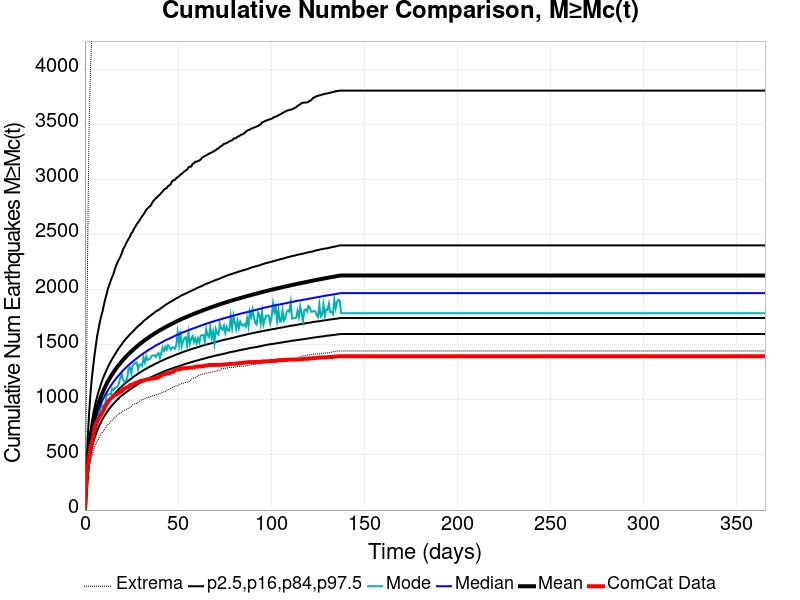 Cumulative Number Comparison, M≥Mc(t)
Cumulative Num Earthquakes M≥Mc(t)
4000
3500
3000
2500
2000
1500
1000
500
0
0 50 100 150 200 250 300 350
Time (days)
Extrema p2.5,p16,p84,p97.5 Mode Median Mean ComCat Data